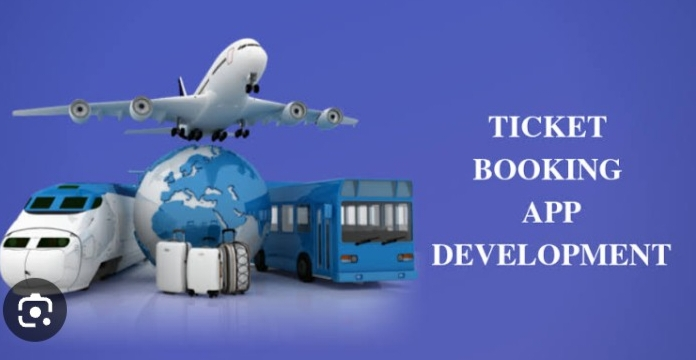 TICKET
BOOKING
APP
DEVELOPMENT